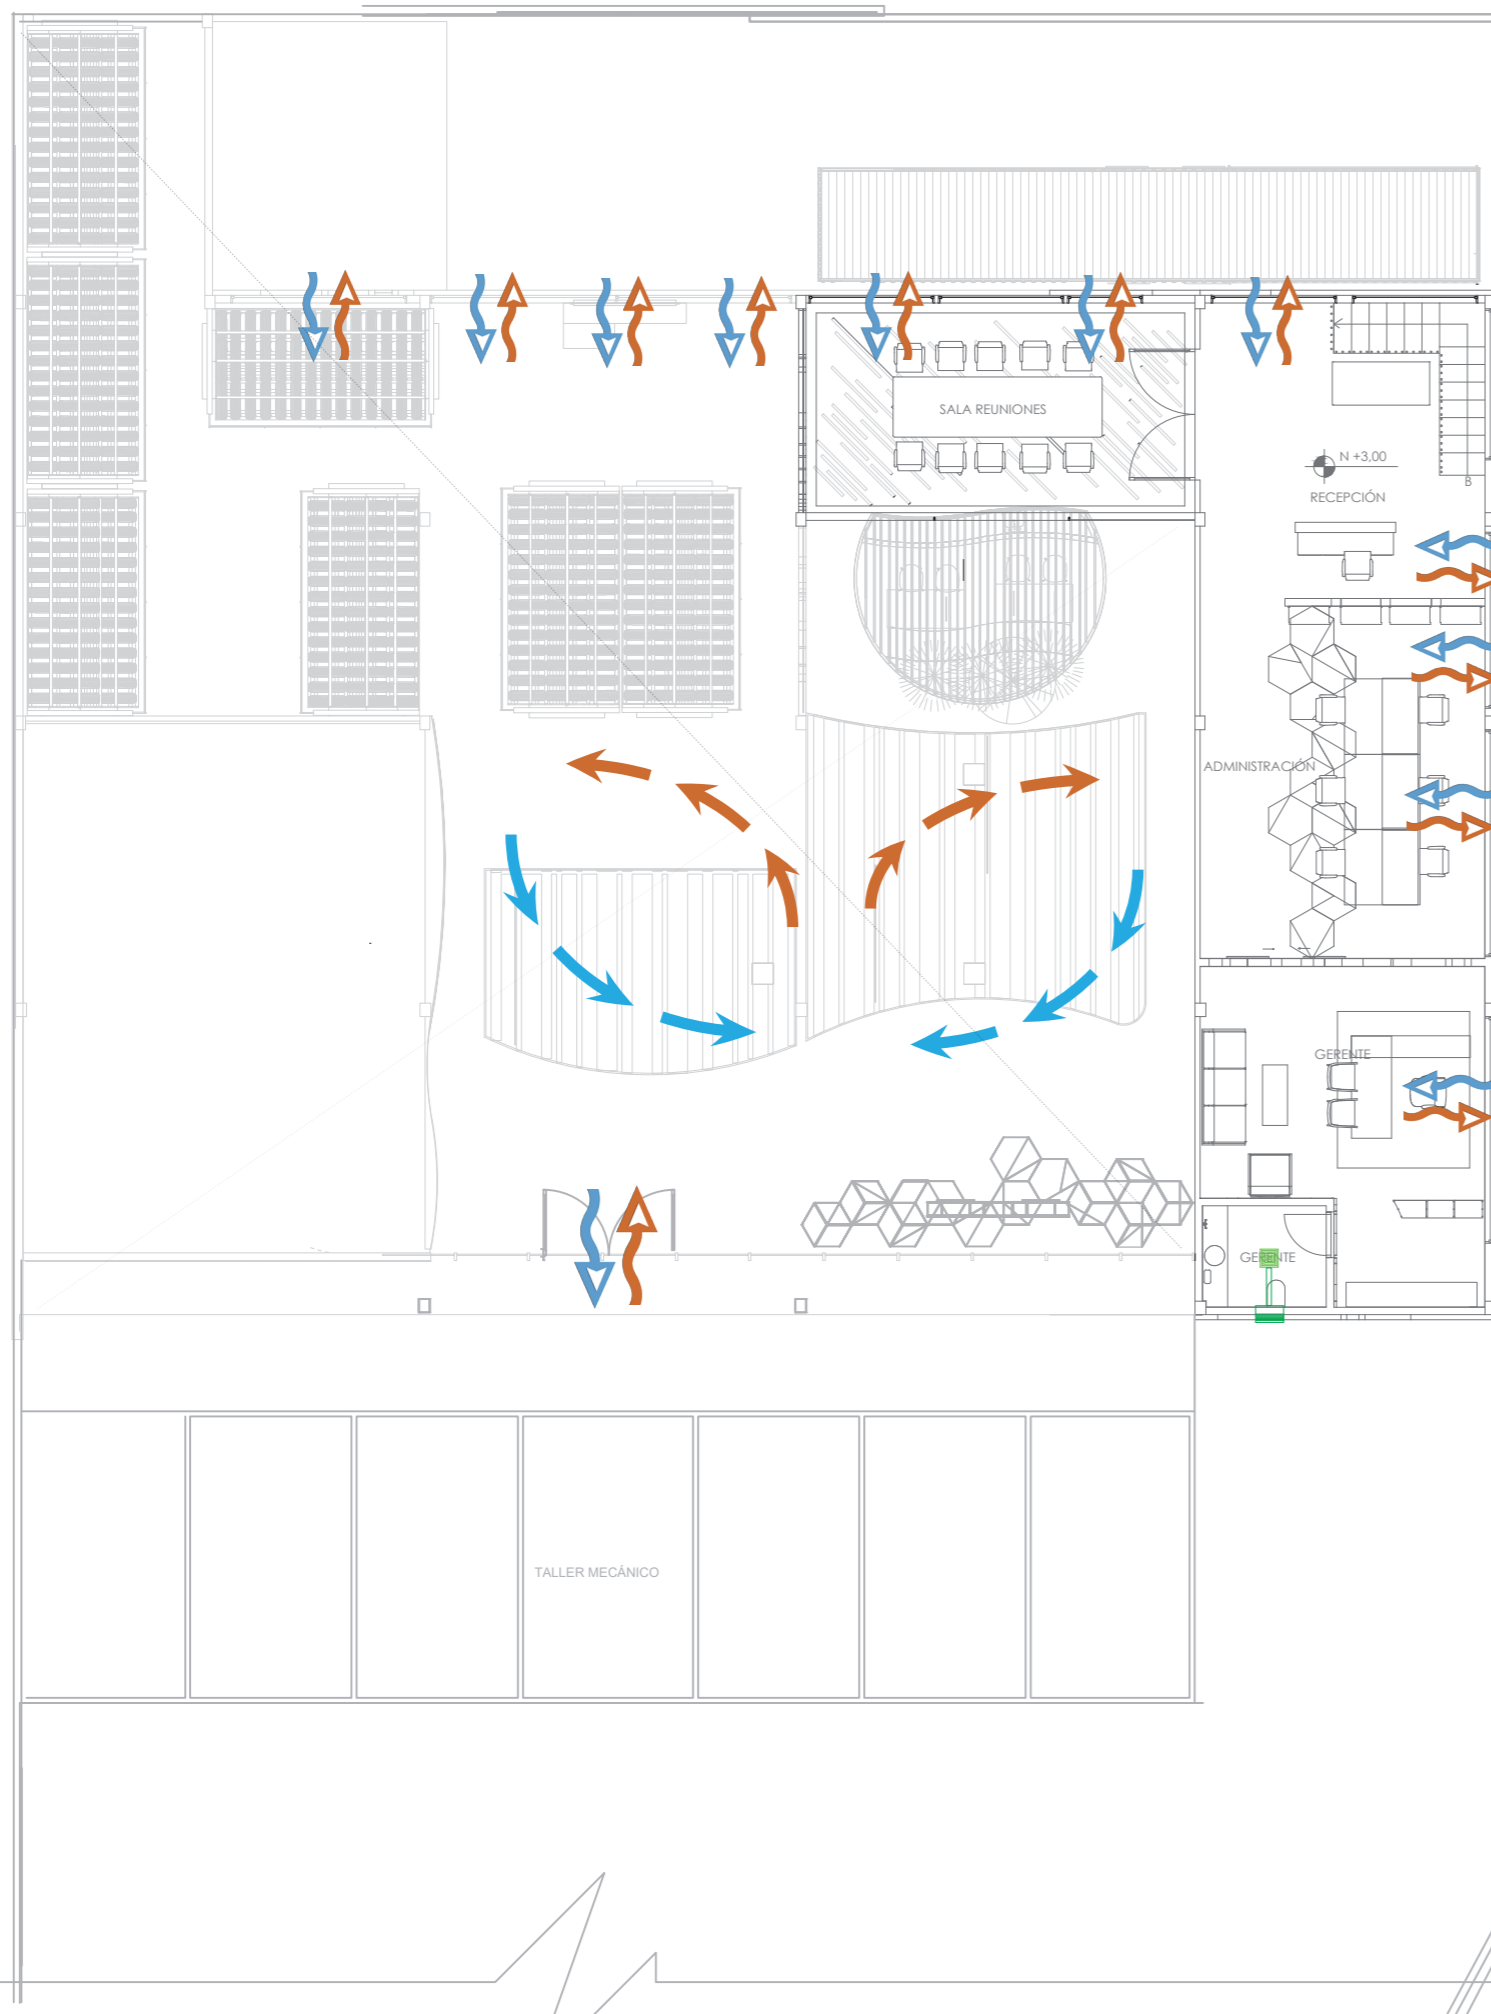 SALA REUNIONES
N +3,00
B
RECEPCIÓN
ADMINISTRACIÓN
GERENTE
GERENTE
TALLER MECÁNICO